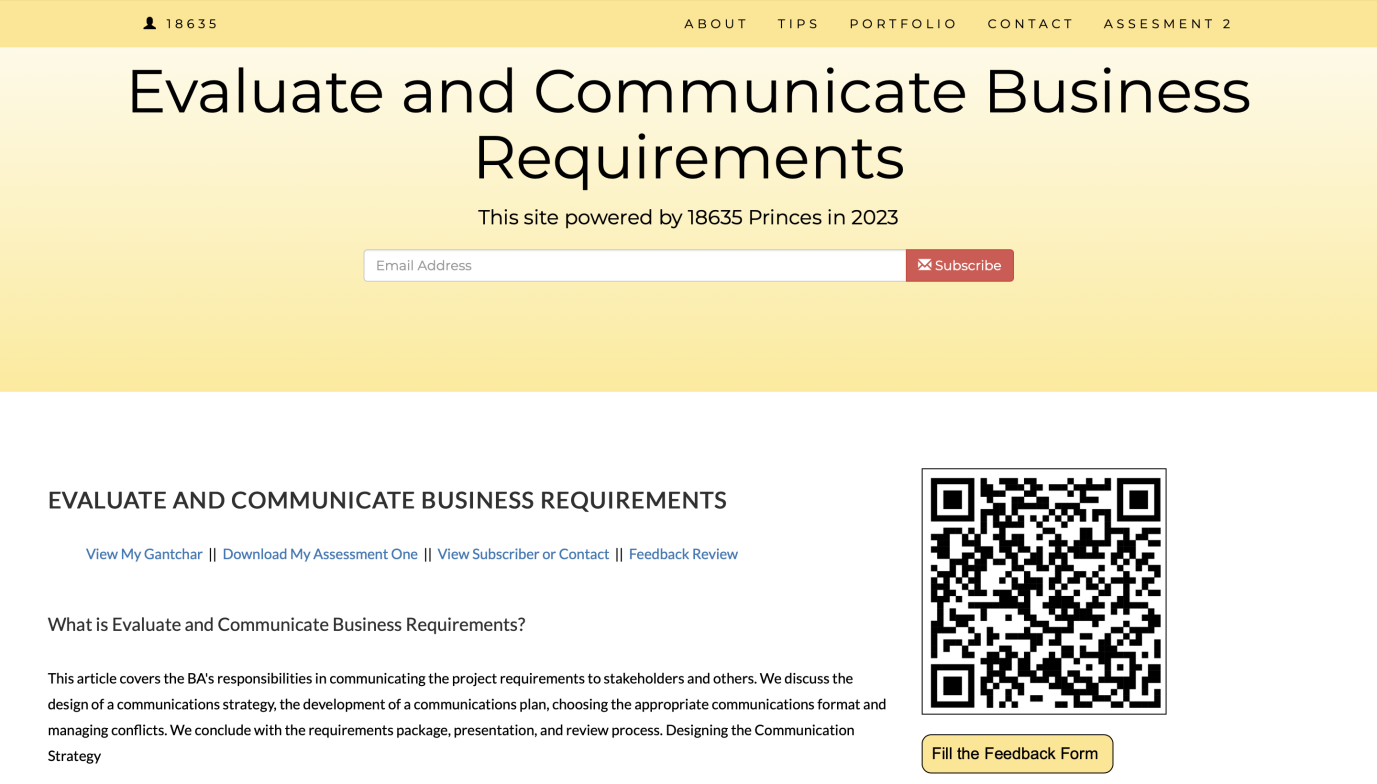 18635
ABOUT TIPS PORTFOLIO CONTACT ASSESMENT 2
Evaluate and Communicate Business
Requirements
This site powered by 18635 Princes in 2023
Email Address
Subscribe
EVALUATE AND COMMUNICATE BUSINESS REQUIREMENTS
View My Gantchar || Download My Assessment One || View Subscriber or Contact || Feedback Review
What is Evaluate and Communicate Business Requirements?
This article covers the BA's responsibilities in communicating the project requirements to stakeholders and others. We discuss the
design of a communications strategy, the development of a communications plan, choosing the appropriate communications format and
managing conflicts. We conclude with the requirements package, presentation, and review process. Designing the Communication
Strategy
Fill the Feedback Form